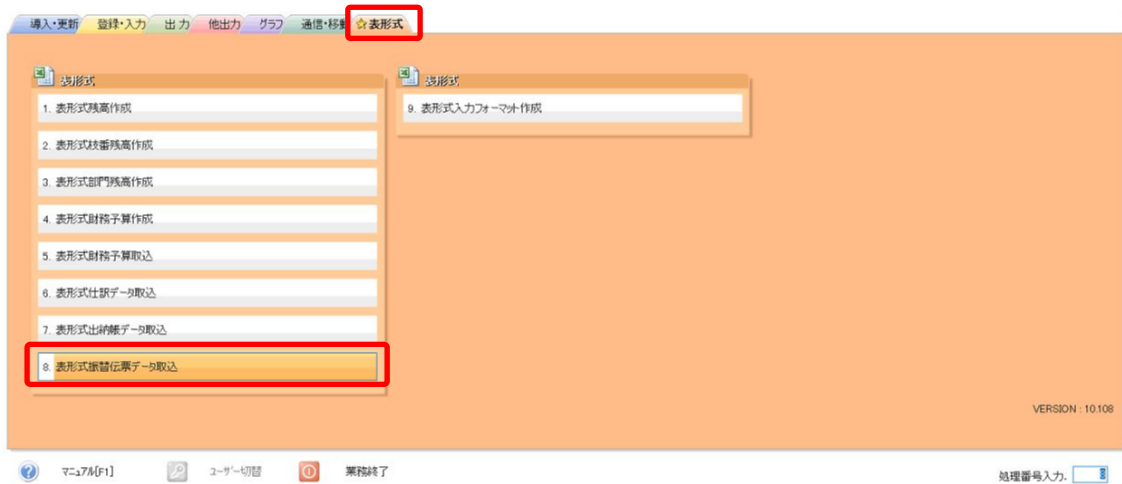 導入・更新 登録・入力 出 力 他出力 グラフ 通信・移動 ☆表形式
表形式
1. 表形式残高作成
2. 表形式枝番残高作成
3. 表形式部門残高作成
4. 表形式財務予算作成
5. 表形式財務予算取込
6. 表形式仕訳データ取込
7. 表形式出納帳データ取込
8. 表形式振替伝票データ取込
表形式
9. 表形式入力フォーマット作成
VERSION : 10.108
マニュアル[F1] ユーザー切替 業務終了
処理番号入力. 8